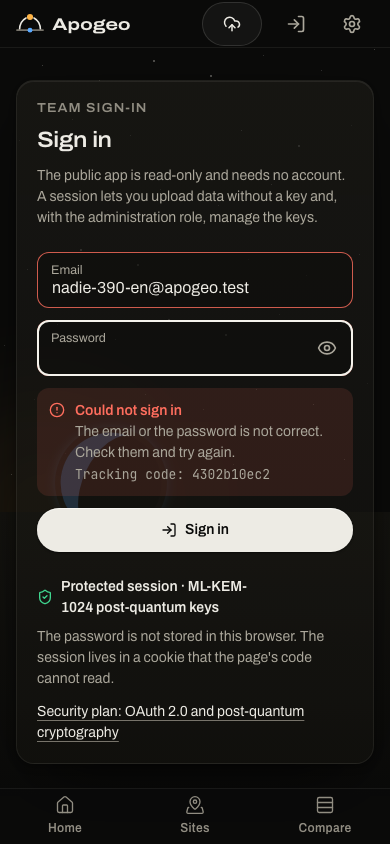 Apogeo
TEAM SIGN-IN
Sign in
The public app is read-only and needs no account.
A session lets you upload data without a key and,
with the administration role, manage the keys.
Email
nadie-390-en@apogeo.test
Password
Could not sign in
The email or the password is not correct.
Check them and try again.
Tracking code: 4302b10ec2
Sign in
Protected session · ML-KEM-
1024 post-quantum keys
The password is not stored in this browser. The
session lives in a cookie that the page's code
cannot read.
Security plan: OAuth 2.0 and post-quantum
cryptography
Home
Sites
Compare